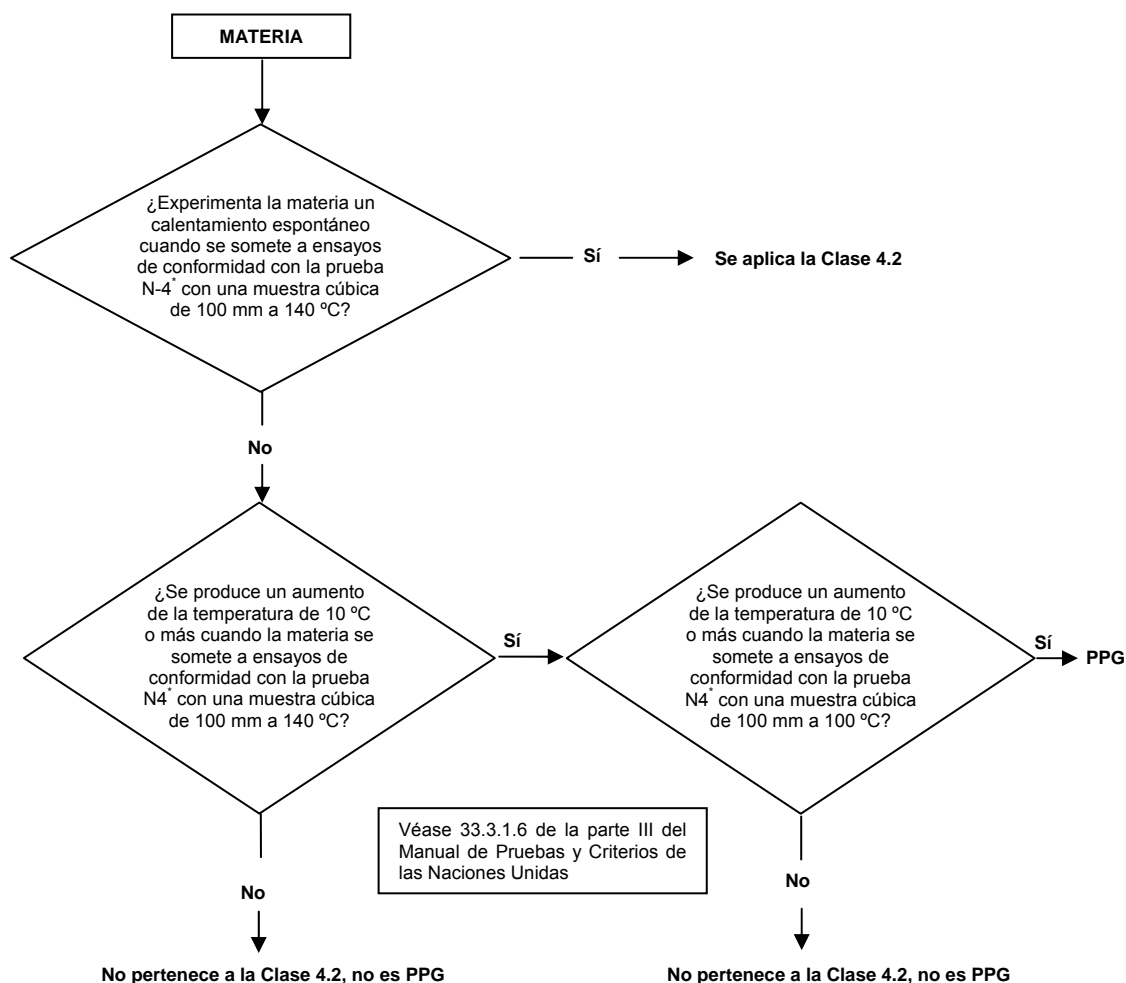 MATERIA
¿Experimenta la materia un
calentamiento espontáneo
cuando se somete a ensayos
de conformidad con la prueba
N-4* con una muestra cúbica
de 100 mm a 140 ºC?
Sí
Se aplica la Clase 4.2
No
¿Se produce un aumento
de la temperatura de 10 ºC
o más cuando la materia se
somete a ensayos de
conformidad con la prueba
N4* con una muestra cúbica
de 100 mm a 140 ºC?
Sí
¿Se produce un aumento
de la temperatura de 10 ºC
o más cuando la materia se
somete a ensayos de
conformidad con la prueba
N4* con una muestra cúbica
de 100 mm a 100 ºC?
Sí
PPG
Véase 33.3.1.6 de la parte III del
Manual de Pruebas y Criterios de
las Naciones Unidas
No
No
No pertenece a la Clase 4.2, no es PPG
No pertenece a la Clase 4.2, no es PPG